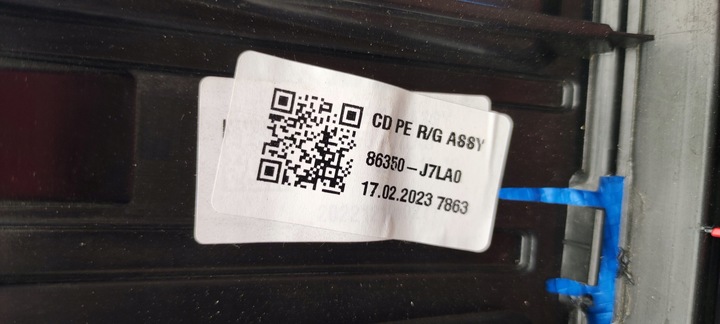 CD PE R/G ASSY
86350-J7LA0
17.02.2023 7863